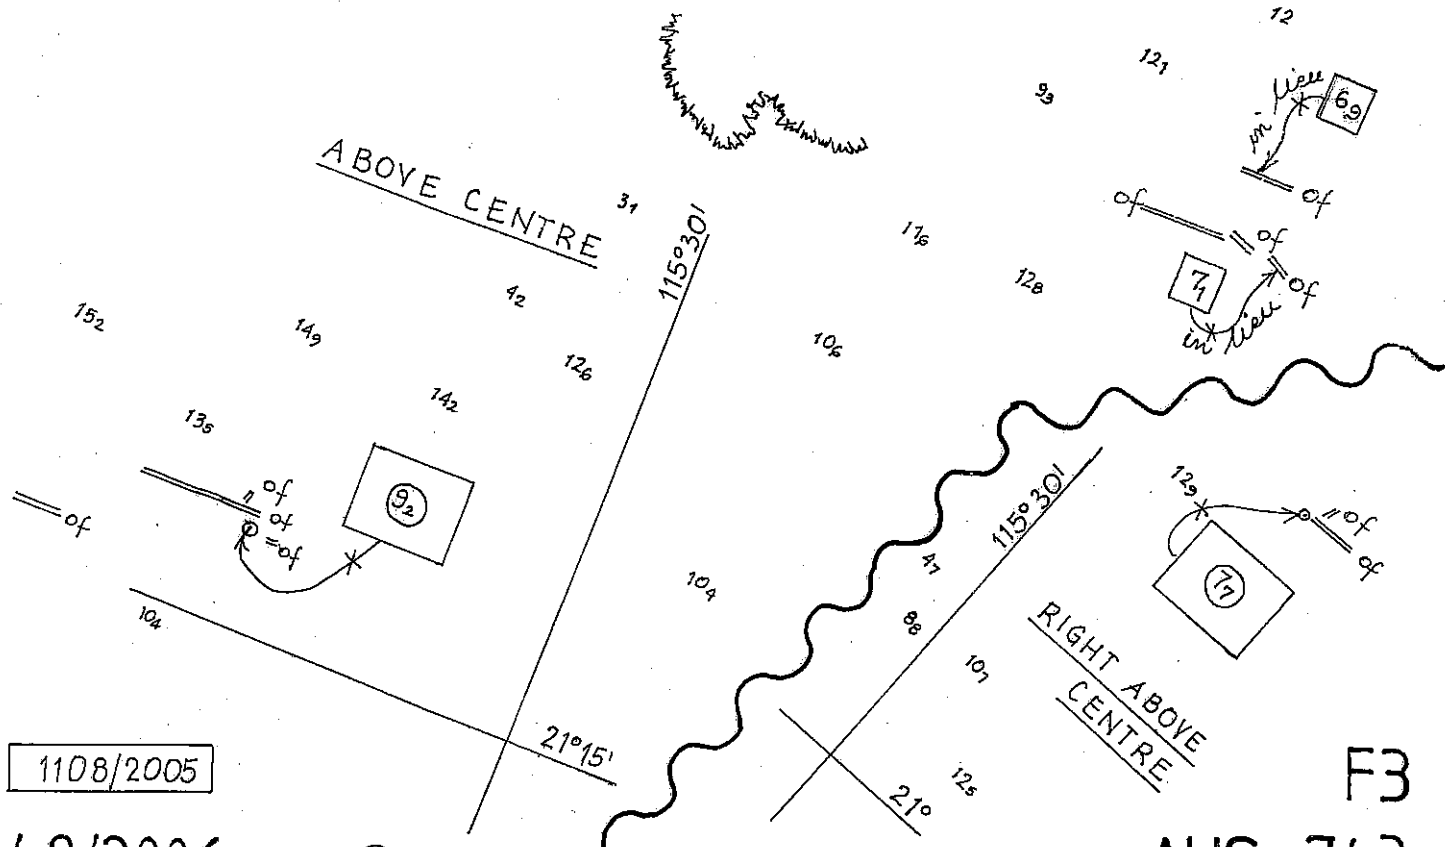 12
12₁
9₃
in lieu
6₉
ABOVE CENTRE
of
3₁
of
115°30'
17₆
of
12₈
7₁
of
4₂
in lieu
15₂
14₉
10₆
12₆
14₂
13₅
12₉
115°30'
of
9₂
of
of
of
of
=of
of
4₇
10₄
7₇
10₄
8₈
RIGHT ABOVE
CENTRE
10₇
21°15'
1108/2005
12₅
21°
F3